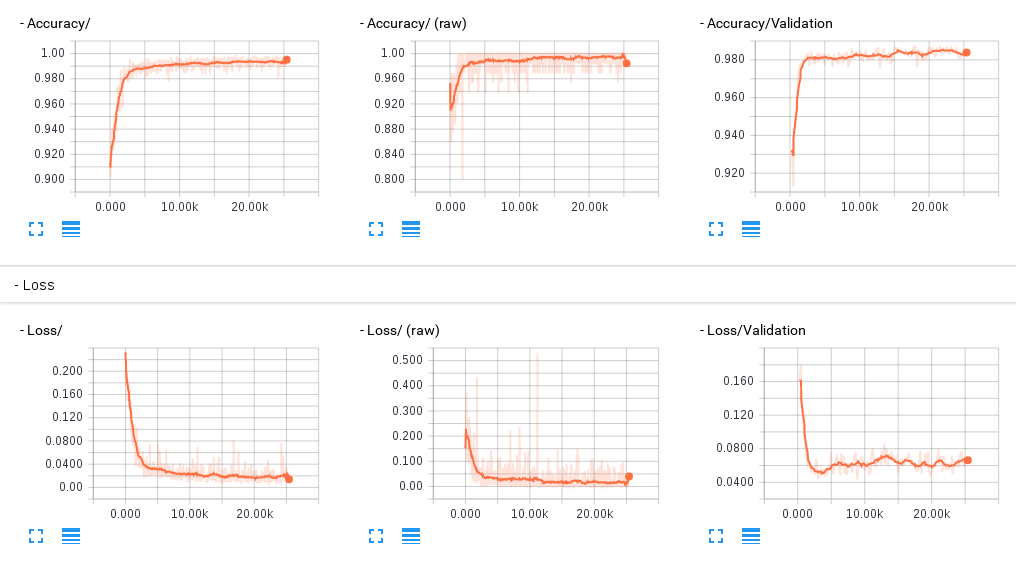 - Accuracy/
- Accuracy/ (raw)
- Accuracy/Validation
1.00
0.980
0.960
0.940
0.920
0.900
0.000 10.00k 20.00k
1.00
0.960
0.920
0.880
0.840
0.800
0.000 10.00k 20.00k
0.980
0.960
0.940
0.920
0.000 10.00k 20.00k
- Loss
- Loss/
- Loss/ (raw)
- Loss/Validation
0.200
0.160
0.120
0.0800
0.0400
0.00
0.000 10.00k 20.00k
0.500
0.400
0.300
0.200
0.100
0.00
0.000 10.00k 20.00k
0.160
0.120
0.0800
0.0400
0.000 10.00k 20.00k